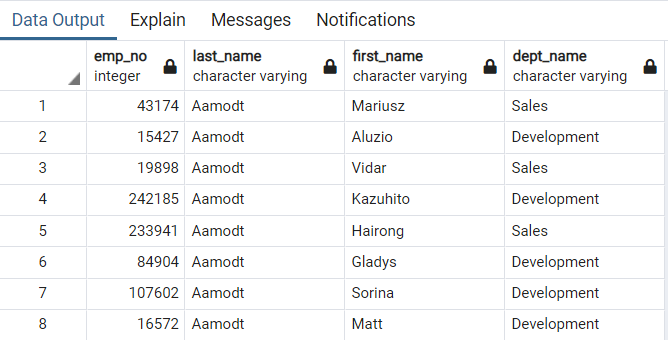 Data Output Explain Messages Notifications
emp_no last_name first_name dept_name
integer character varying character varying character varying
1 43174 Aamodt Mariusz Sales
2 15427 Aamodt Aluzio Development
3 19898 Aamodt Vidar Sales
4 242185 Aamodt Kazuhito Development
5 233941 Aamodt Hairong Sales
6 84904 Aamodt Gladys Development
7 107602 Aamodt Sorina Development
8 16572 Aamodt Matt Development